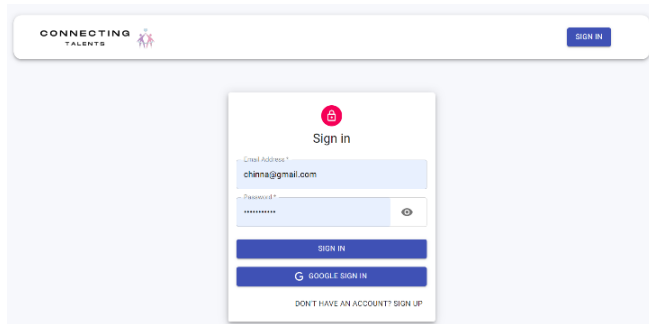 CONNECTING
TALENTS
SIGN IN
Sign in
Email Address *
chinna@gmail.com
Password *
•••••••••••
SIGN IN
G GOOGLE SIGN IN
DON'T HAVE AN ACCOUNT? SIGN UP